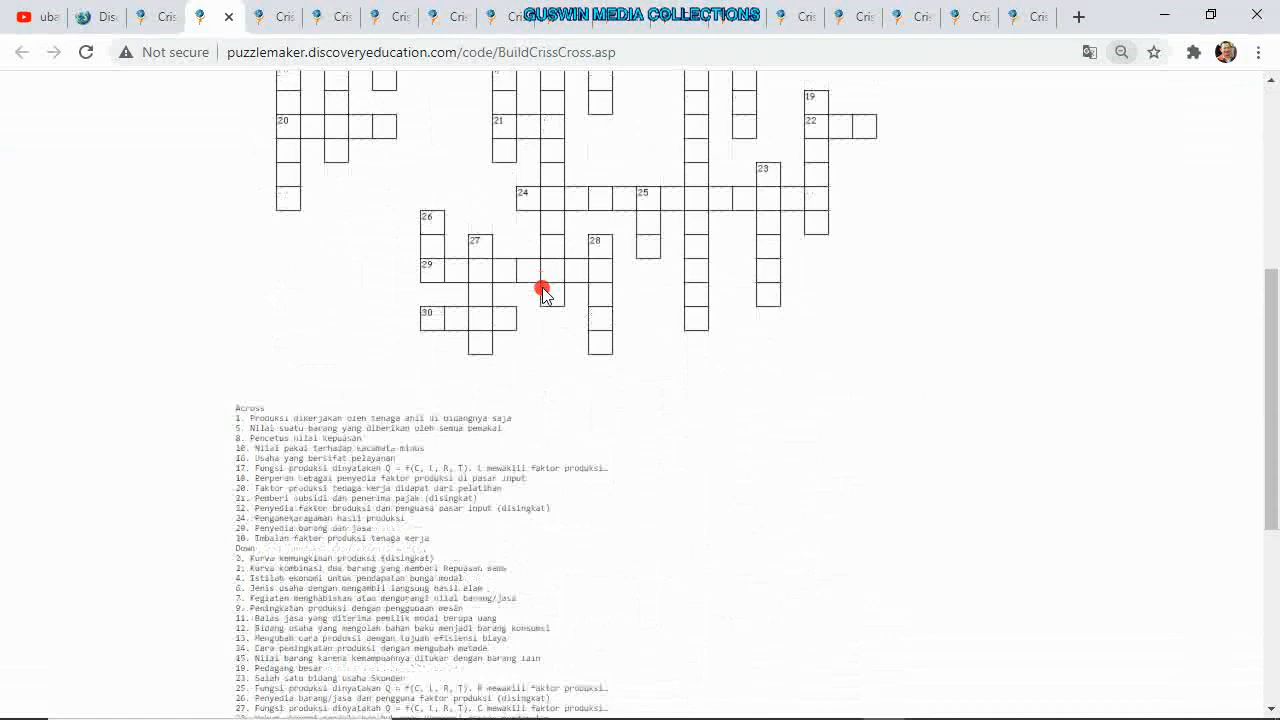 GUSWIN MEDIA COLLECTIONS
uba Dis Cris Cris Cri Cri Cri Cri Cri Cri
Not secure puzzlemaker.discoveryeducation.com/code/BuildCrissCross.asp
19
20 21 22
23
24 25
26
27 28
29
30
Across
1. Produksi dikerjakan oleh tenaga ahli di bidangnya saja
5. Nilai suatu barang yang diberikan oleh semua pemakai
8. Pencetus nilai kepuasan
10. Nilai pakai terhadap kacamata minus
16. Usaha yang bersifat pelayanan
17. Fungsi produksi dinyatakan Q = f(C, L, R, T). L mewakili faktor produksi…
18. Berperan sebagai penyedia faktor produksi di pasar input
20. Faktor produksi tenaga kerja didapat dari pelatihan
21. Pemberi subsidi dan penerima pajak (disingkat)
22. Penyedia faktor produksi dan penguasa pasar input (disingkat)
24. Penganekaragaman hasil produksi
29. Penyedia barang dan jasa
30. Imbalan faktor produksi tenaga kerja
Down
2. Kurva kemungkinan produksi (disingkat)
3. Kurva kombinasi dua barang yang memberi kepuasan sama
4. Istilah ekonomi untuk pendapatan bunga modal
6. Jenis usaha dengan mengambil langsung hasil alam
7. Kegiatan menghabiskan atau mengurangi nilai barang/jasa
9. Peningkatan produksi dengan penggunaan mesin
11. Balas jasa yang diterima pemilik modal berupa uang
12. Bidang usaha yang mengolah bahan baku menjadi barang konsumsi
13. Mengubah cara produksi dengan tujuan efisiensi biaya
14. Cara peningkatan produksi dengan mengubah metode
15. Nilai barang karena kemampuannya ditukar dengan barang lain
19. Pedagang besar
23. Salah satu bidang usaha Skunder
25. Fungsi produksi dinyatakan Q = f(C, L, R, T). R mewakili faktor produksi…
26. Penyedia barang/jasa dan pengguna faktor produksi (disingkat)
27. Fungsi produksi dinyatakan Q = f(C, L, R, T). C mewakili faktor produksi…